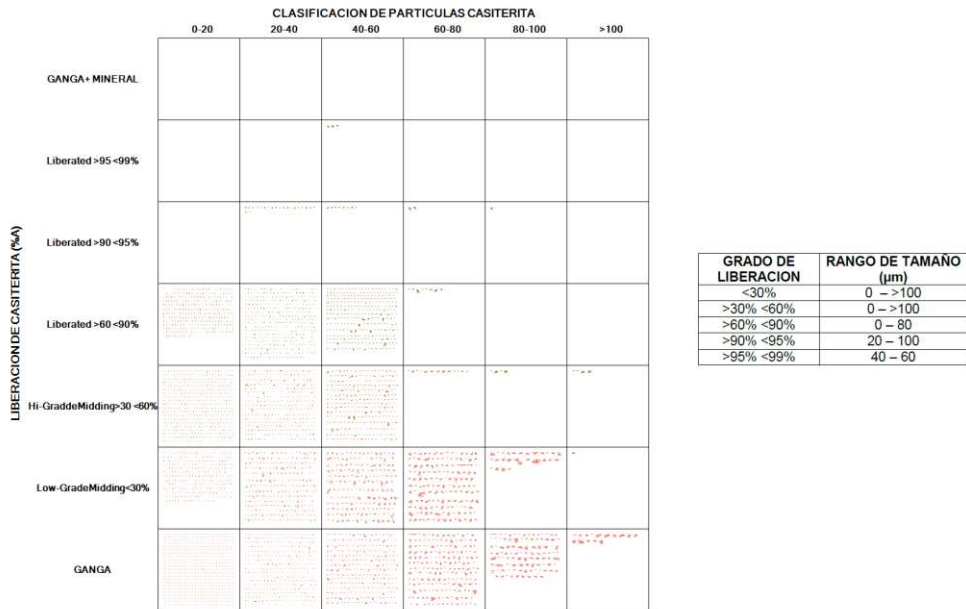 CLASIFICACION DE PARTICULAS CASITERITA
0-20 20-40 40-60 60-80 80-100 >100
LIBERACION DE CASITERITA (%A)
GANGA+ MINERAL
Liberated >95 <99%
Liberated >90 <95%
Liberated >60 <90%
Hi-GraddeMidding>30 <60%
Low-GradeMidding<30%
GANGA
GRADO DE LIBERACION RANGO DE TAMAÑO (µm)
<30% 0 – >100
>30% <60% 0 – >100
>60% <90% 0 – 80
>90% <95% 20 – 100
>95% <99% 40 – 60